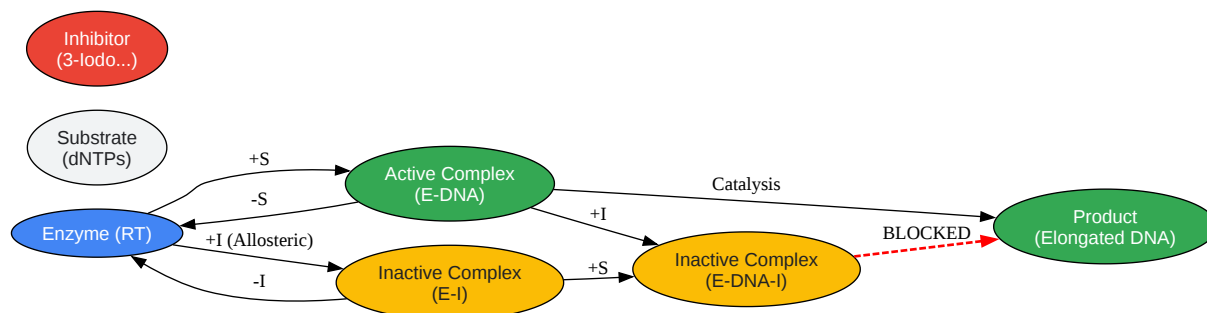 Inhibitor
(3-Iodo...)
Substrate
(dNTPs)
+S
Active Complex
(E-DNA)
Catalysis
-S
+I
Product
(Elongated DNA)
Enzyme (RT)
+I (Allosteric)
BLOCKED
Inactive Complex
(E-I)
+S
Inactive Complex
(E-DNA-I)
-I